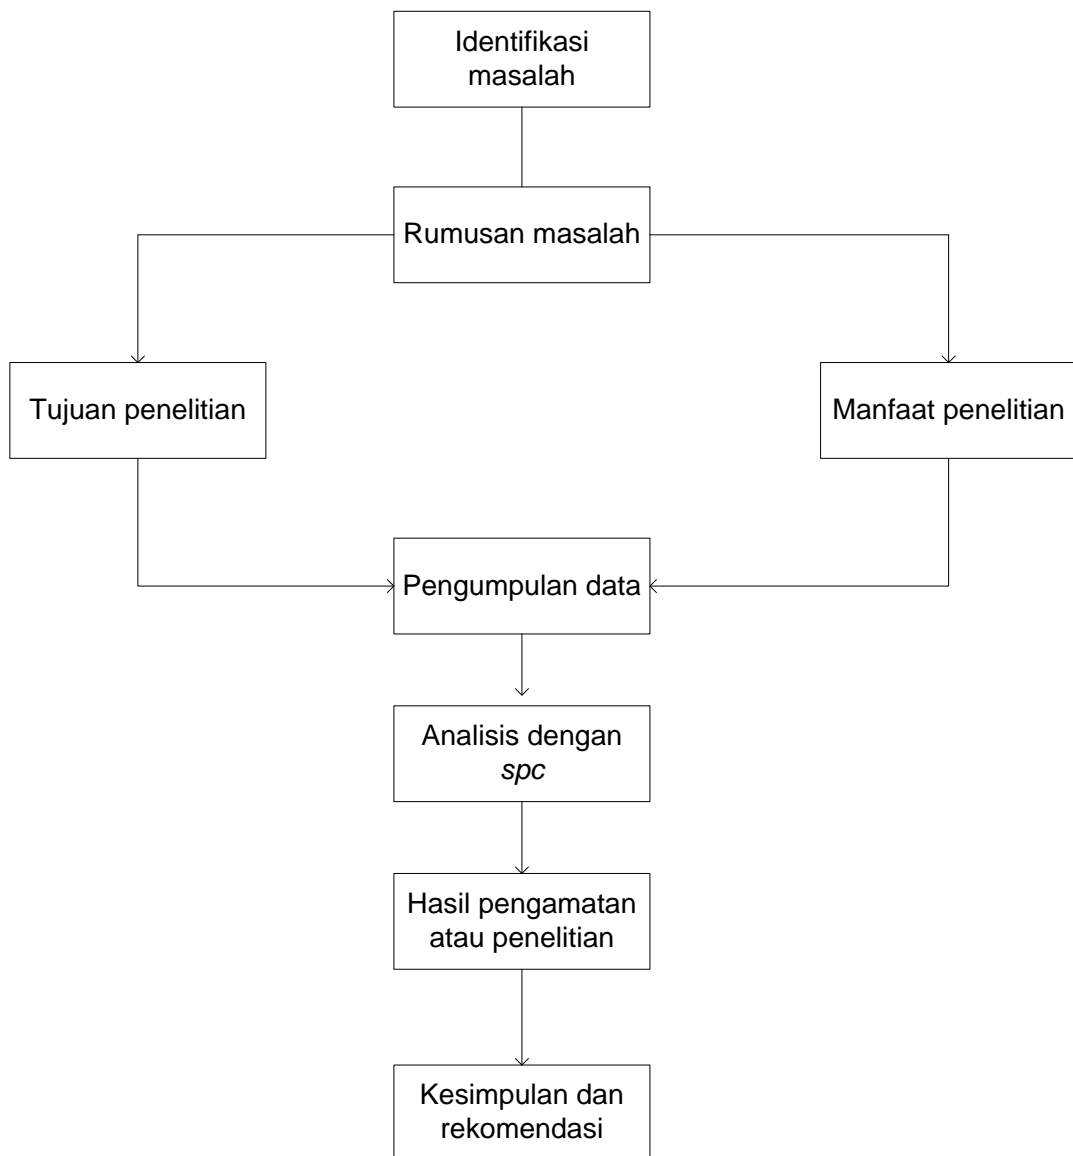 Identifikasi
masalah
Rumusan masalah
Tujuan penelitian
Manfaat penelitian
Pengumpulan data
Analisis dengan
spc
Hasil pengamatan
atau penelitian
Kesimpulan dan
rekomendasi